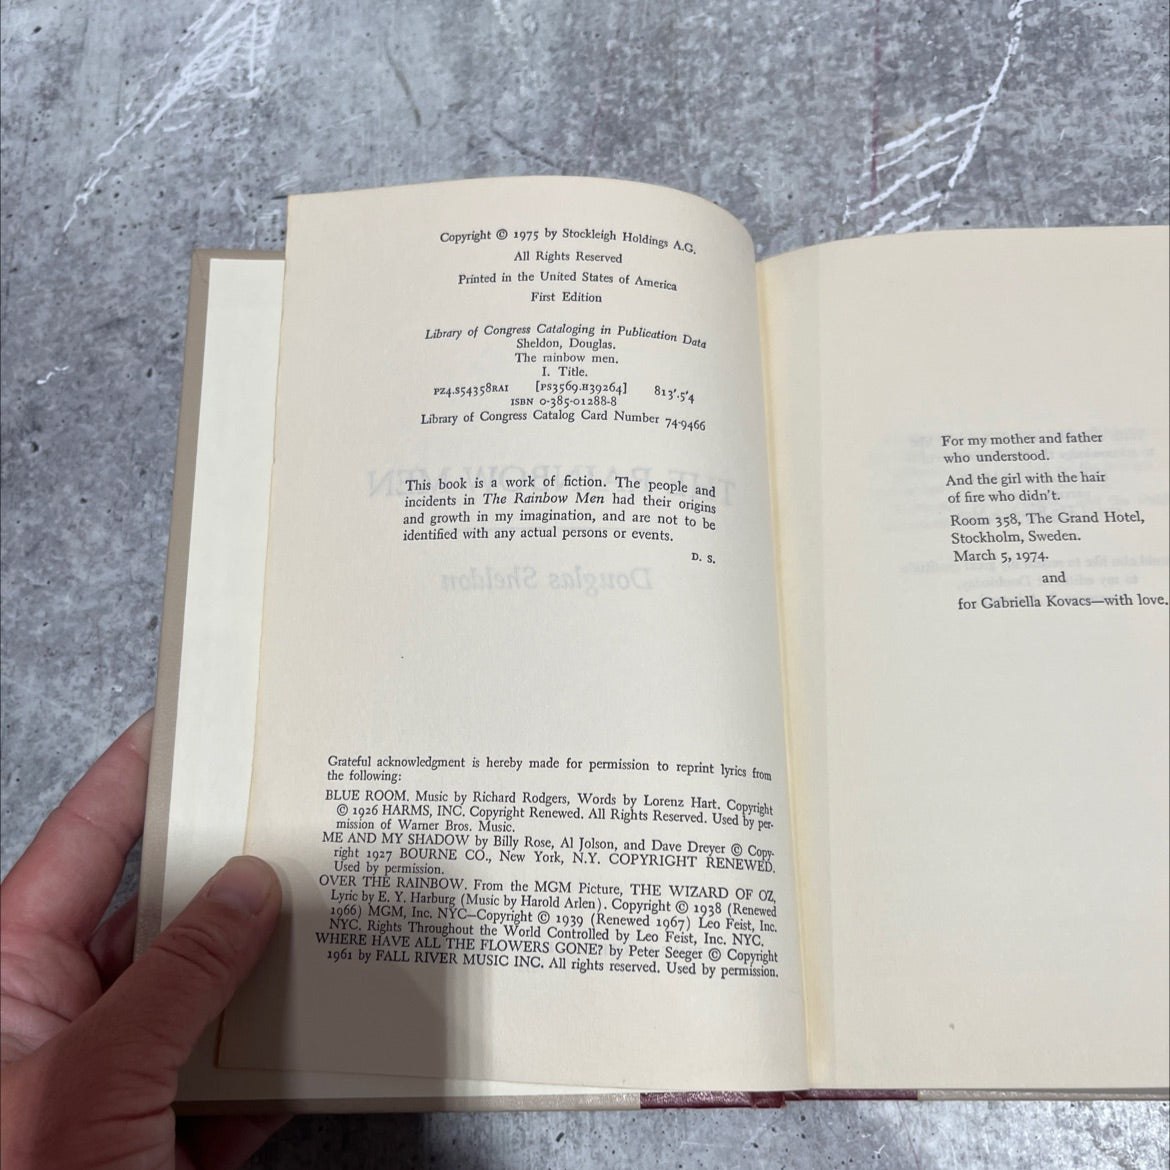 Copyright © 1975 by Stockleigh Holdings A.G.
All Rights Reserved
Printed in the United States of America
First Edition
Library of Congress Cataloging in Publication Data
Sheldon, Douglas.
The rainbow men.
I. Title.
PZ4.S54358RAI [PS3569.H39264] 813'.5'4
ISBN 0-385-01288-8
Library of Congress Catalog Card Number 74-9466
THE RAINBOW MEN
This book is a work of fiction. The people and
incidents in The Rainbow Men had their origins
and growth in my imagination, and are not to be
identified with any actual persons or events.
D. S.
Douglas Sheldon
Grateful acknowledgment is hereby made for permission to reprint lyrics from
the following:
BLUE ROOM. Music by Richard Rodgers, Words by Lorenz Hart. Copyright
© 1926 HARMS, INC. Copyright Renewed. All Rights Reserved. Used by per-
mission of Warner Bros. Music.
ME AND MY SHADOW by Billy Rose, Al Jolson, and Dave Dreyer © Copy-
right 1927 BOURNE CO., New York, N.Y. COPYRIGHT RENEWED.
Used by permission.
OVER THE RAINBOW. From the MGM Picture, THE WIZARD OF OZ,
Lyric by E. Y. Harburg (Music by Harold Arlen). Copyright © 1938 (Renewed
1966) MGM, Inc. NYC—Copyright © 1939 (Renewed 1967) Leo Feist, Inc.
NYC. Rights Throughout the World Controlled by Leo Feist, Inc. NYC.
WHERE HAVE ALL THE FLOWERS GONE? by Peter Seeger © Copyright
1961 by FALL RIVER MUSIC INC. All rights reserved. Used by permission.
For my mother and father
who understood.
And the girl with the hair
of fire who didn't.
Room 358, The Grand Hotel,
Stockholm, Sweden.
March 5, 1974.
and
for Gabriella Kovacs—with love.